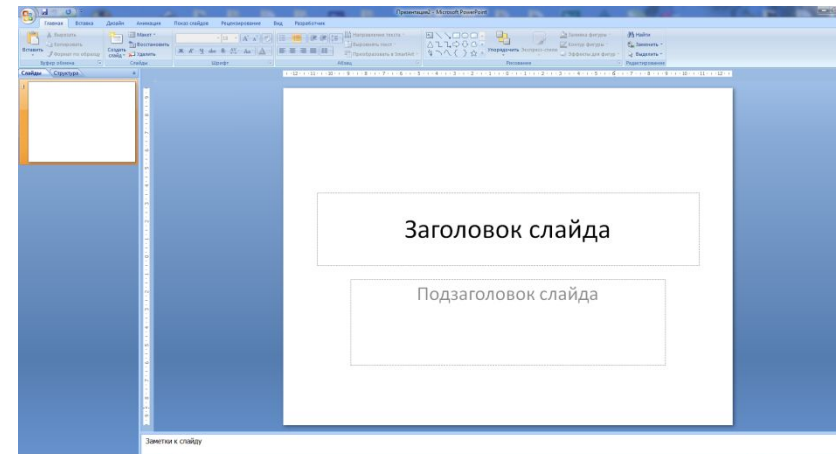 Презентация1 - Microsoft PowerPoint
Главная Вставка Дизайн Анимация Показ слайдов Рецензирование Вид Разработчик
Вставить
Вырезать
Копировать
Формат по образцу
Буфер обмена
Создать слайд
Макет
Восстановить
Удалить
Слайды
Шрифт
Направление текста
Выровнять текст
Преобразовать в SmartArt
Абзац
Упорядочить
Экспресс-стили
Заливка фигуры
Контур фигуры
Эффекты для фигур
Рисование
Найти
Заменить
Выделить
Редактирование
Слайды Структура
1
Заголовок слайда
Подзаголовок слайда
Заметки к слайду